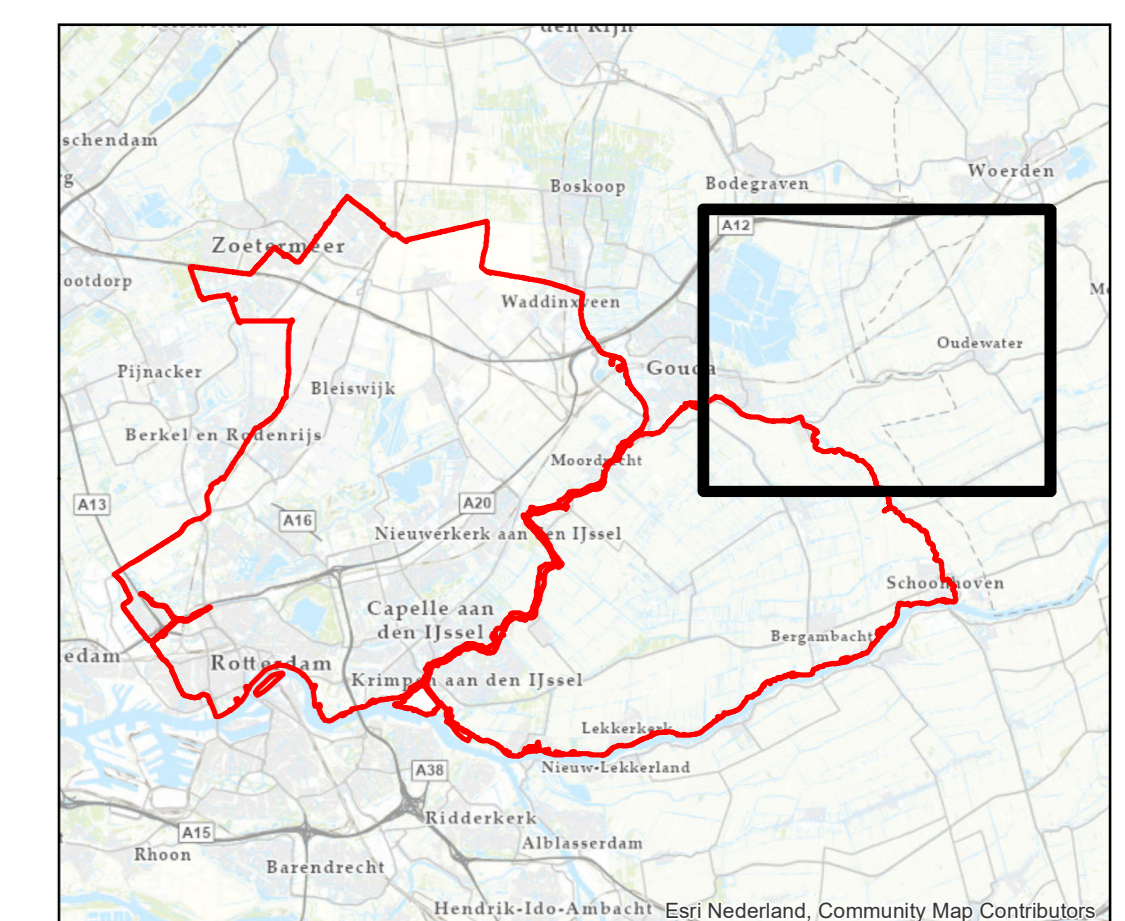 den Rijn
schendam
Woerden
Boskoop
Bodegraven
A12
Zoetermeer
ootdorp
Waddinxveen
Oudewater
Gouda
Pijnacker
Bleiswijk
Berkel en Rodenrijs
Moordrecht
A13
A20
A16
Nieuwerkerk aan den IJssel
Schoonhoven
Capelle aan
den IJssel
Bergambacht
edam
Rotterdam
Krimpen aan den IJssel
Lekkerkerk
Nieuw-Lekkerland
A38
Ridderkerk
A15
Alblasserdam
Rhoon
Barendrecht
Hendrik-Ido-Ambacht
Esri Nederland, Community Map Contributors